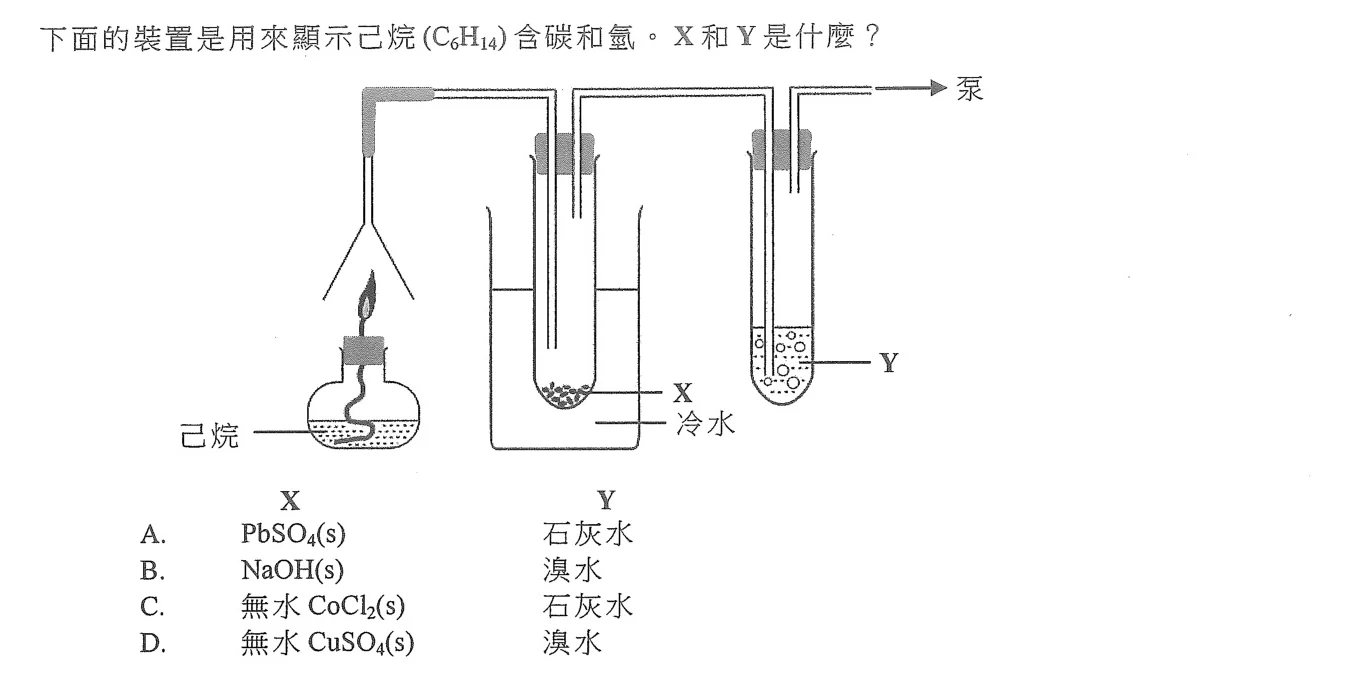 下面的裝置是用來顯示己烷 (C₆H₁₄) 含碳和氫。 X 和 Y 是什麼？
泵
Y
X
冷水
己烷
X Y
A. PbSO₄(s) 石灰水
B. NaOH(s) 溴水
C. 無水 CoCl₂(s) 石灰水
D. 無水 CuSO₄(s) 溴水